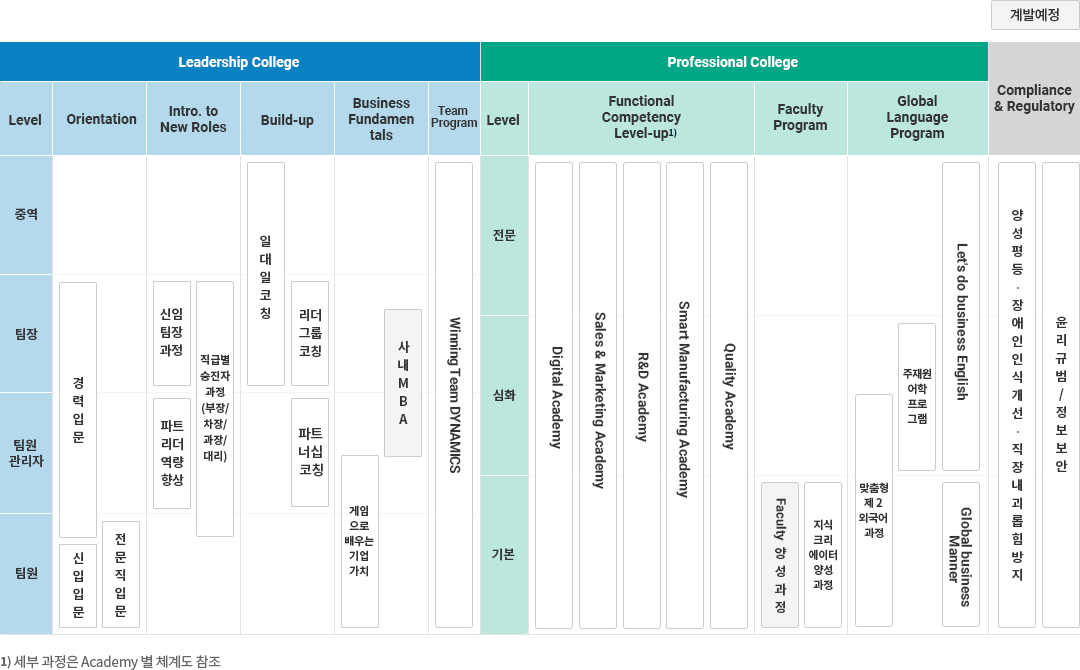 계발예정
Leadership College
Professional College
Compliance
& Regulatory
Level
Orientation
Intro. to
New Roles
Build-up
Business
Fundamen
tals
Team
Program
Level
Functional
Competency
Level-up1)
Faculty
Program
Global
Language
Program
중역
팀장
팀원
관리자
팀원
경력입문
신입입문
전문직입문
신임
팀장
과정
파트
리더
역량
향상
직급별
승진자
과정
(부장/
차장/
과장/
대리)
일대일코칭
리더
그룹
코칭
파트
너십
코칭
사내MBA
게임
으로
배우는
기업
가치
Winning Team DYNAMICS
전문
심화
기본
Digital Academy
Sales & Marketing Academy
R&D Academy
Smart Manufacturing Academy
Quality Academy
Faculty 양성과정
지식
크리
에이터
양성
과정
맞춤형
제 2
외국어
과정
주재원
어학
프로
그램
Let's do business English
Global business
Manner
양성평등 · 장애인인식개선 · 직장내괴롭힘방지
윤리규범/정보보안
1) 세부 과정은 Academy 별 체계도 참조